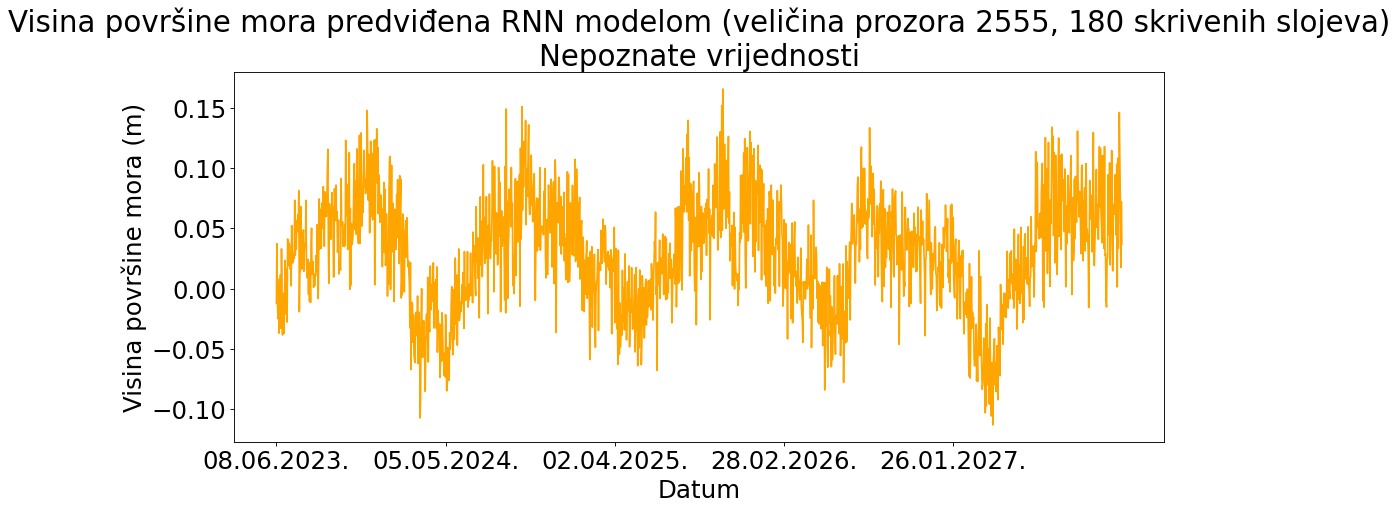 Visina površine mora predviđena RNN modelom (veličina prozora 2555, 180 skrivenih slojeva)
Nepoznate vrijednosti
Visina površine mora (m)
0.15
0.10
0.05
0.00
−0.05
−0.10
08.06.2023. 05.05.2024. 02.04.2025. 28.02.2026. 26.01.2027.
Datum